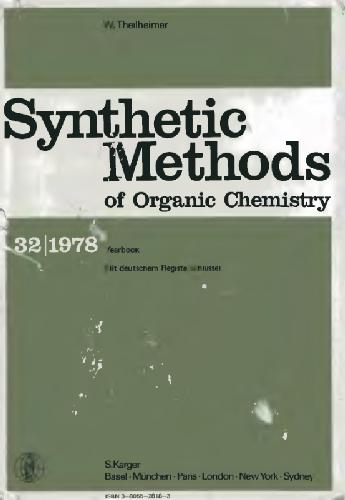 W. Theilheimer
Synthetic
Methods
of Organic Chemistry
32|1978 Yearbook
mit deutschem Registerschlüssel
S. Karger
Basel · München · Paris · London · New York · Sydney